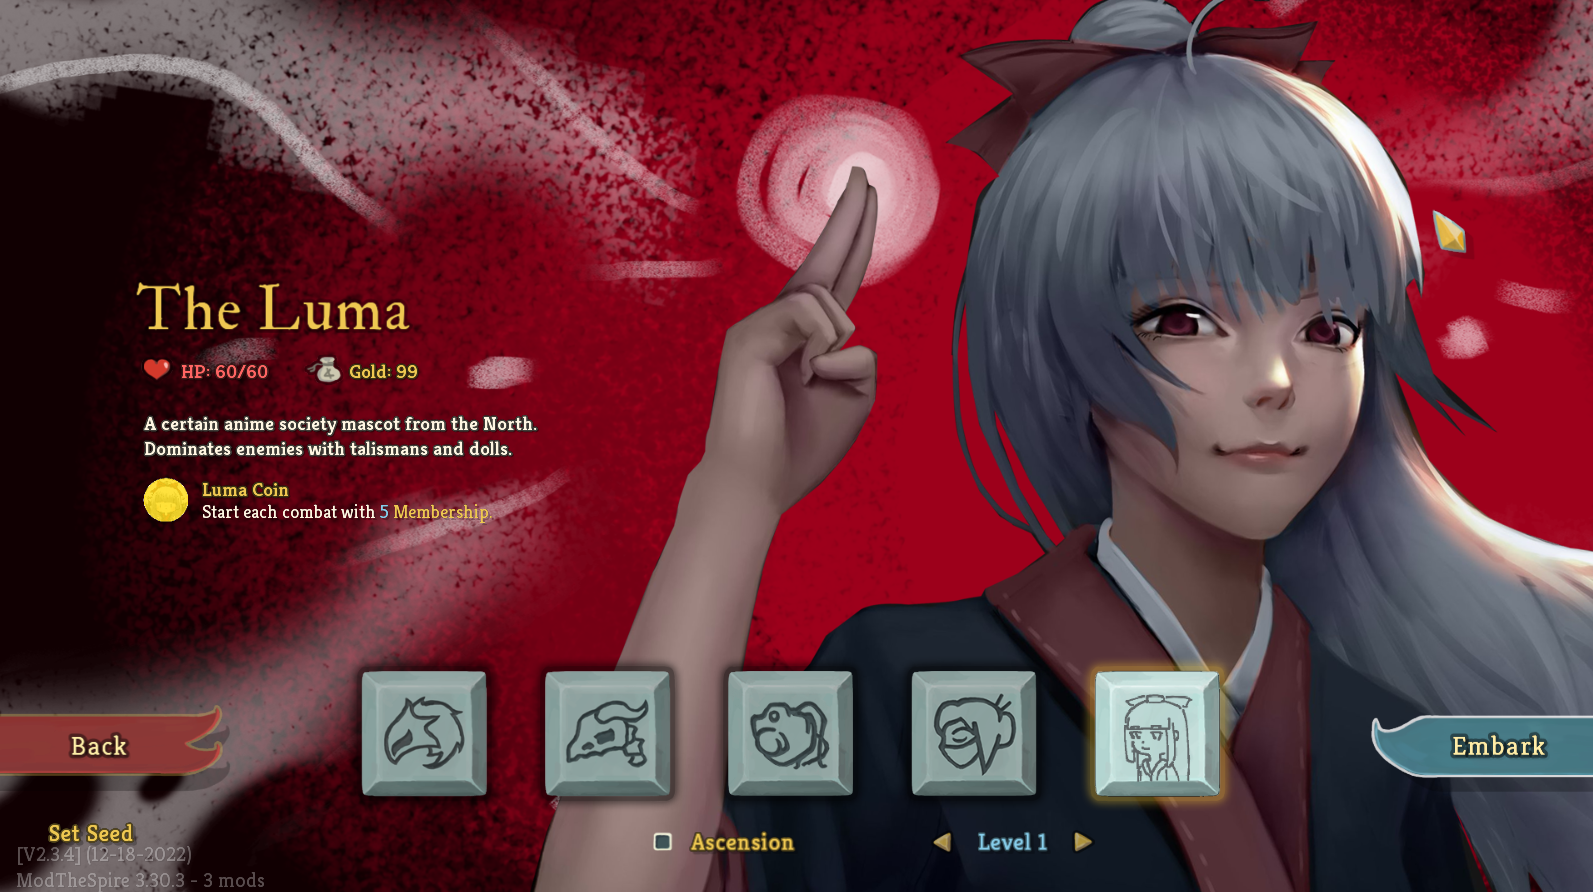 The Luma
HP: 60/60 Gold: 99
A certain anime society mascot from the North.
Dominates enemies with talismans and dolls.
Luma Coin
Start each combat with 5 Membership.
Back
Embark
Set Seed
Ascension
Level 1
[V2.3.4] (12-18-2022)
ModTheSpire 3.30.3 - 3 mods